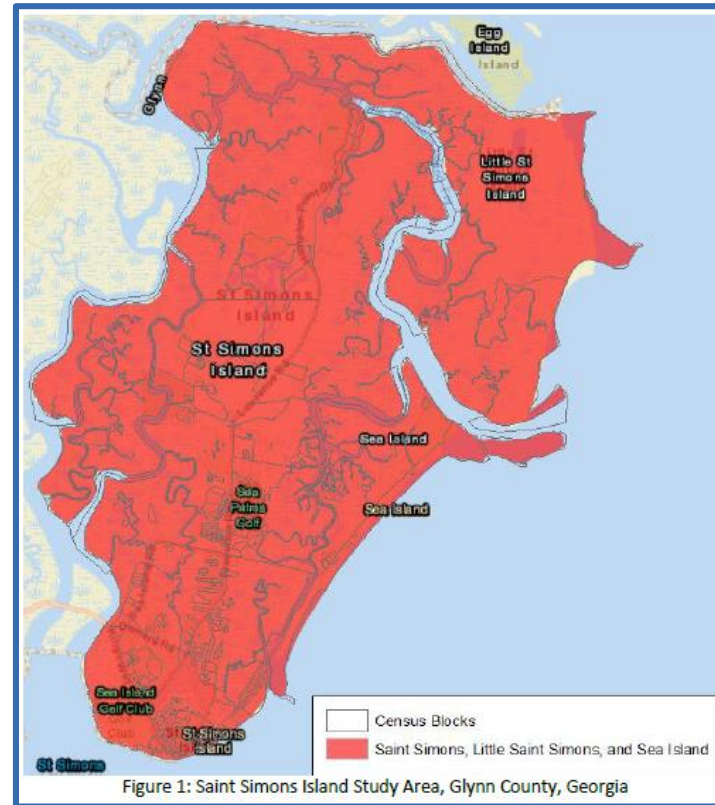 Egg
Island
Island
Glynn
Little St
Simons
Island
St Simons
Island
St Simons
Island
Sea Island
Sea
Palms
Golf
Sea Island
Sea Island
Golf Club
Club
St Simons
Island
St Simons
Census Blocks
Saint Simons, Little Saint Simons, and Sea Island
Figure 1: Saint Simons Island Study Area, Glynn County, Georgia